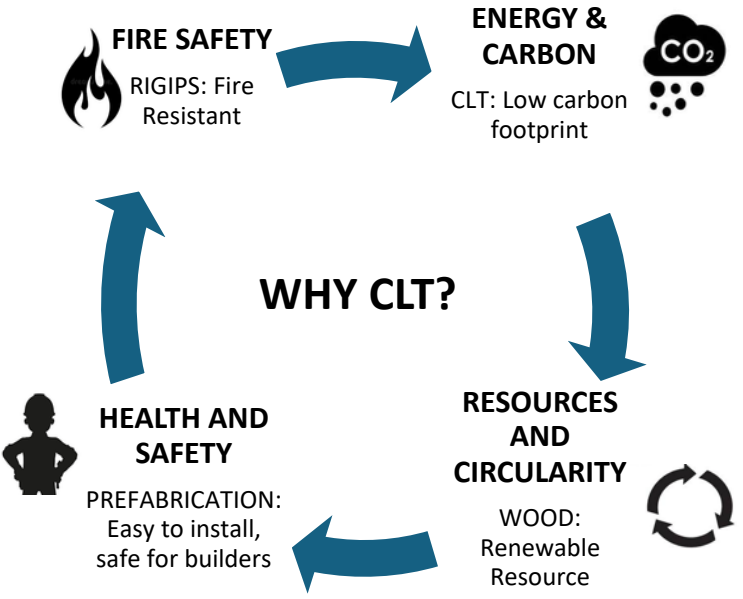 FIRE SAFETY
RIGIPS: Fire
Resistant
ENERGY &
CARBON
CLT: Low carbon
footprint
CO₂
WHY CLT?
RESOURCES
AND
CIRCULARITY
WOOD:
Renewable
Resource
HEALTH AND
SAFETY
PREFABRICATION:
Easy to install,
safe for builders